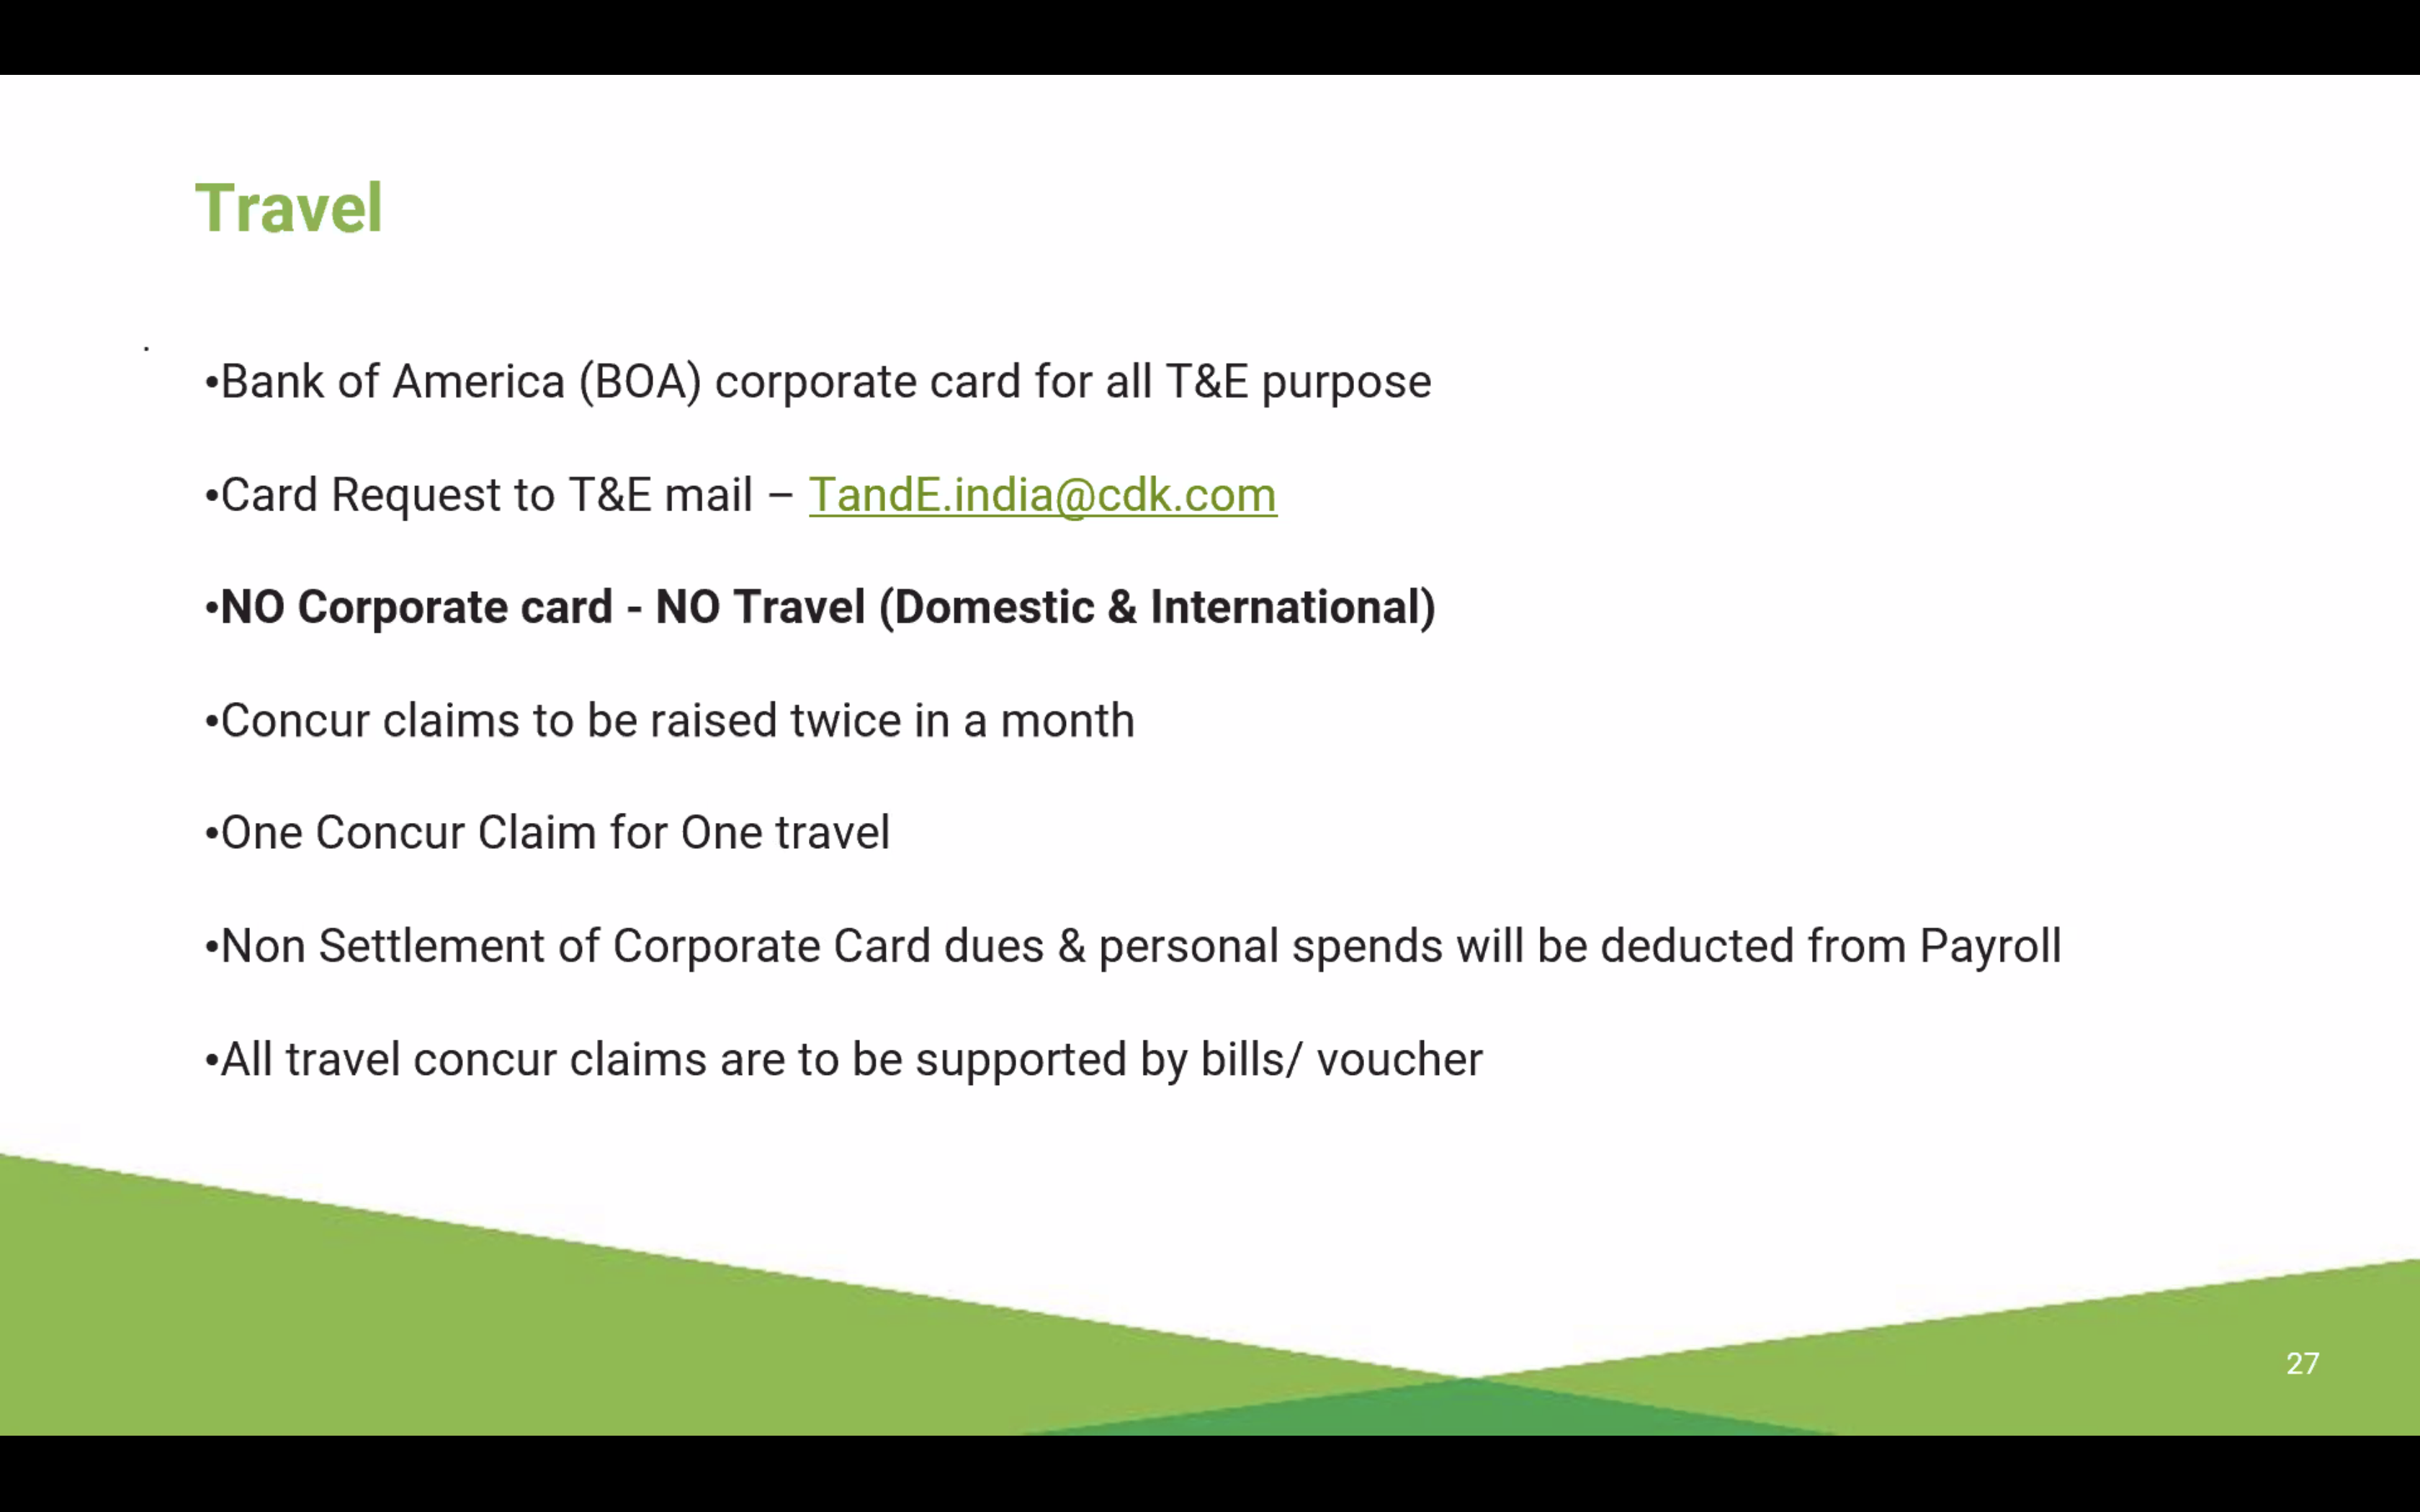 Travel
.
•Bank of America (BOA) corporate card for all T&E purpose
•Card Request to T&E mail – TandE.india@cdk.com
•NO Corporate card - NO Travel (Domestic & International)
•Concur claims to be raised twice in a month
•One Concur Claim for One travel
•Non Settlement of Corporate Card dues & personal spends will be deducted from Payroll
•All travel concur claims are to be supported by bills/ voucher
27